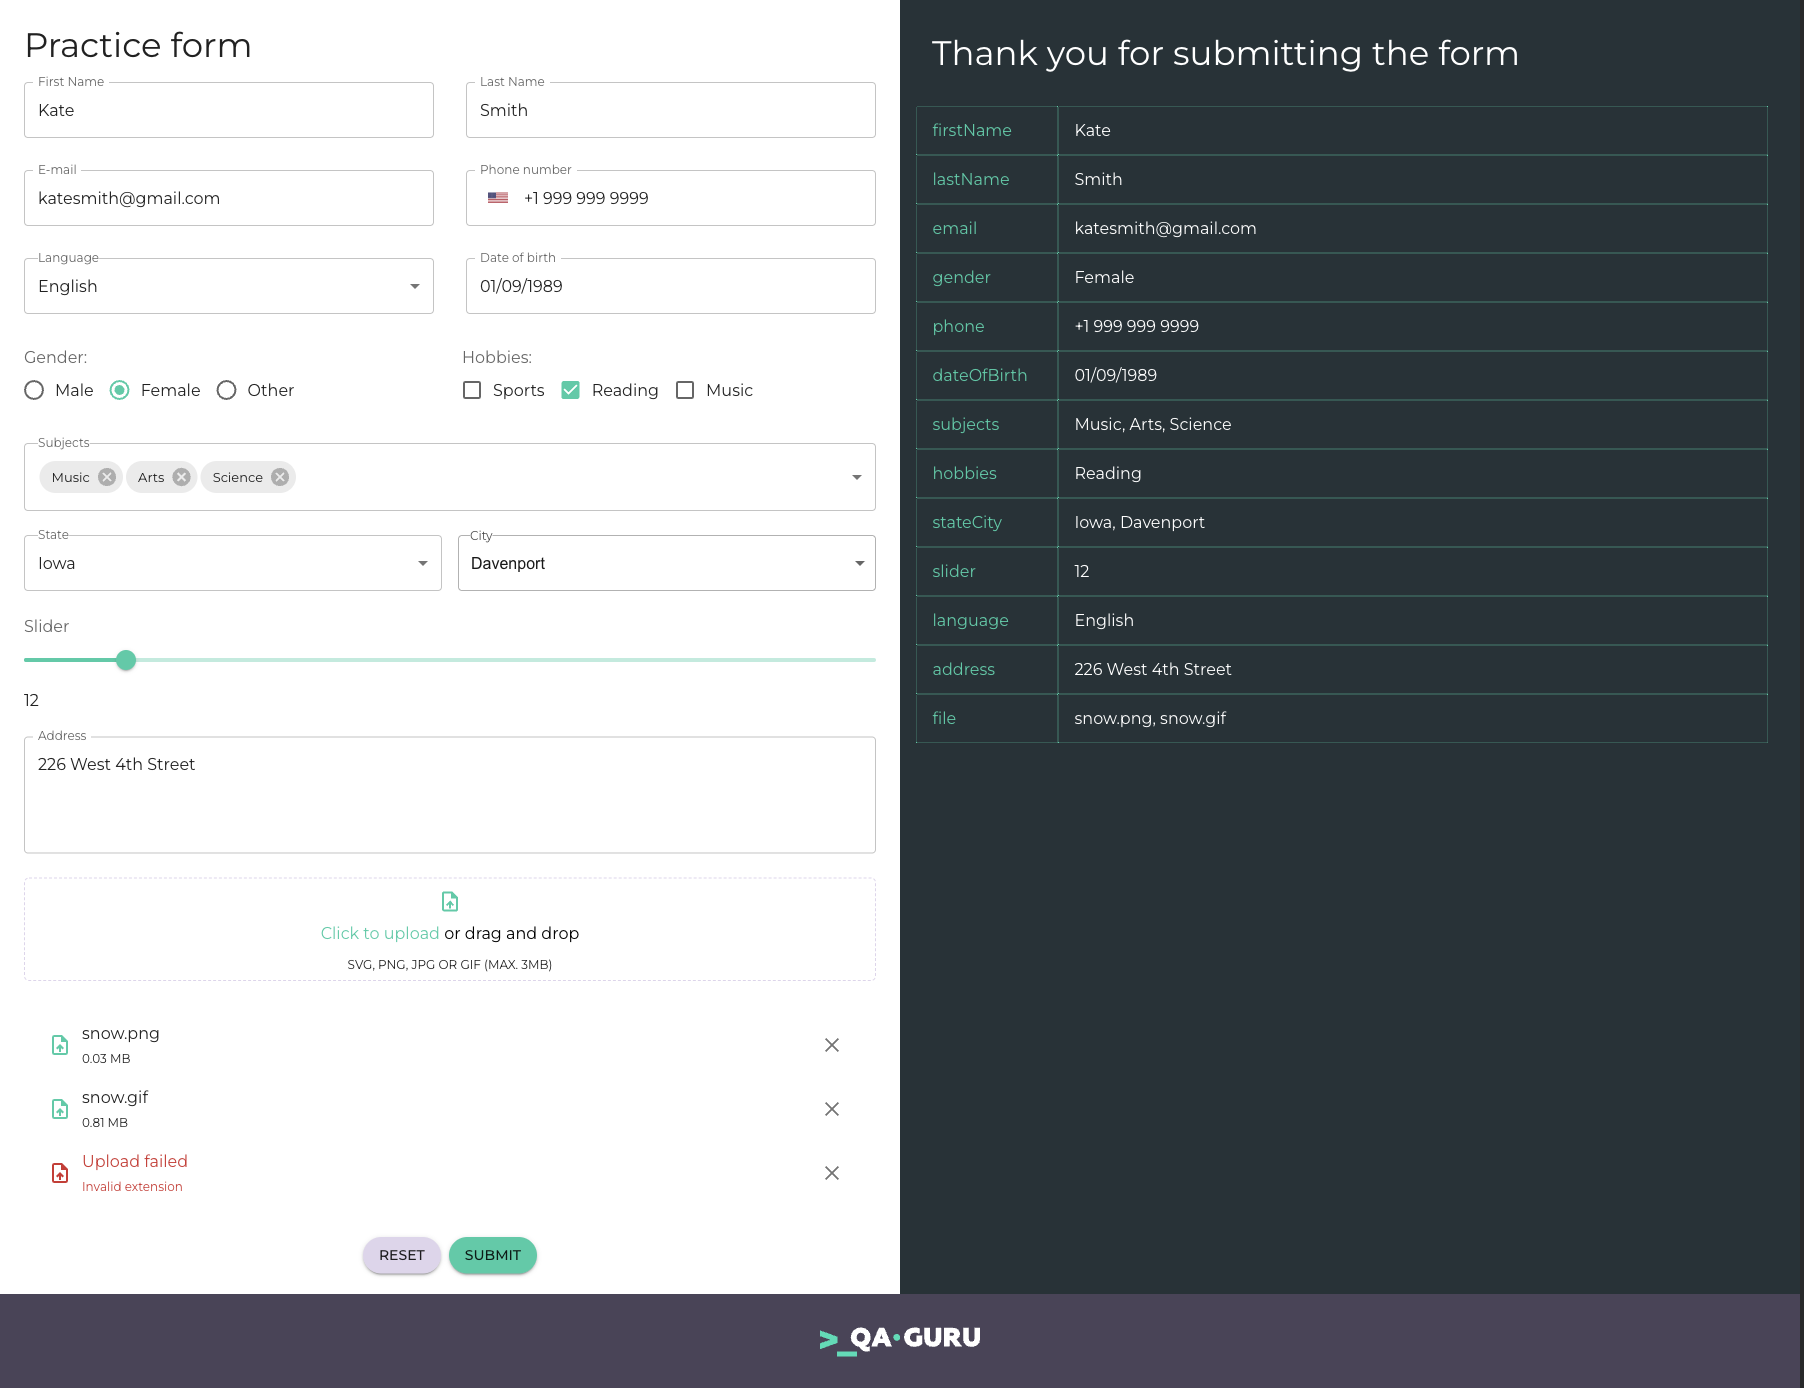 Practice form
First Name
Kate
Last Name
Smith
E-mail
katesmith@gmail.com
Phone number
+1 999 999 9999
Language
English
Date of birth
01/09/1989
Gender:
Male Female Other
Hobbies:
Sports Reading Music
Subjects
Music Arts Science
State
Iowa
City
Davenport
Slider
12
Address
226 West 4th Street
Click to upload or drag and drop
SVG, PNG, JPG OR GIF (MAX. 3MB)
snow.png
0.03 MB
snow.gif
0.81 MB
Upload failed
Invalid extension
RESET SUBMIT
Thank you for submitting the form
firstName Kate
lastName Smith
email katesmith@gmail.com
gender Female
phone +1 999 999 9999
dateOfBirth 01/09/1989
subjects Music, Arts, Science
hobbies Reading
stateCity Iowa, Davenport
slider 12
language English
address 226 West 4th Street
file snow.png, snow.gif
>_QA•GURU